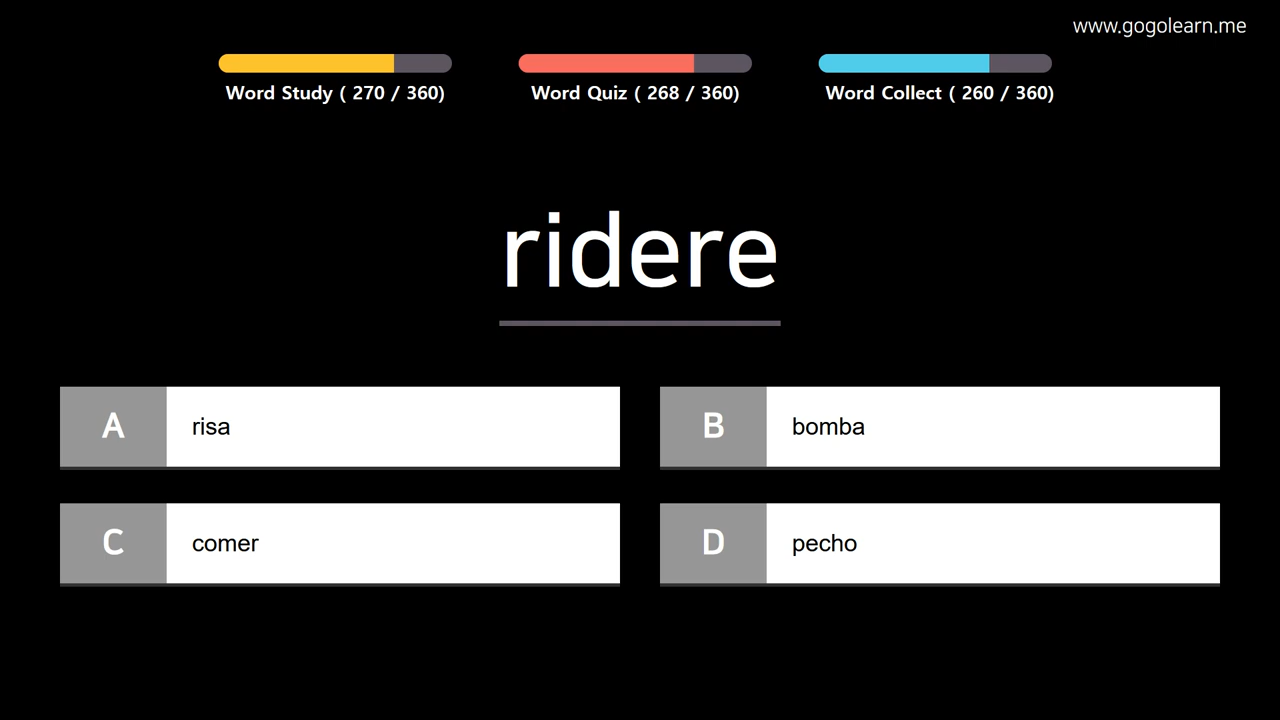 www.gogolearn.me
Word Study ( 270 / 360)
Word Quiz ( 268 / 360)
Word Collect ( 260 / 360)
ridere
A risa
B bomba
C comer
D pecho